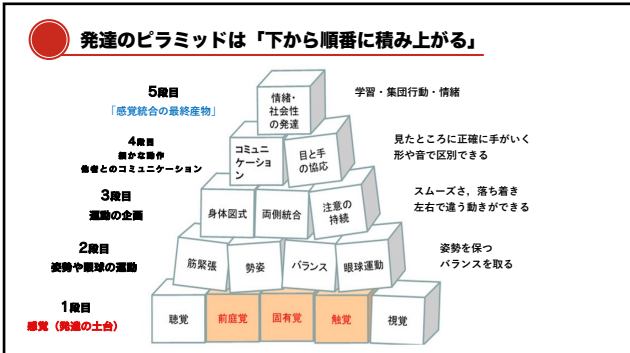 発達のピラミッドは「下から順番に積み上がる」
5段目
「感覚統合の最終産物」
情緒・
社会性
の発達
学習・集団行動・情緒
4段目
細かな動作
他者とのコミュニケーション
コミュニ
ケーショ
ン
目と手
の協応
見たところに正確に手がいく
形や音で区別できる
3段目
運動の企画
身体図式
両側統合
注意の
持続
スムーズさ，落ち着き
左右で違う動きができる
2段目
姿勢や眼球の運動
筋緊張
勢姿
バランス
眼球運動
姿勢を保つ
バランスを取る
1段目
感覚（発達の土台）
聴覚
前庭覚
固有覚
触覚
視覚